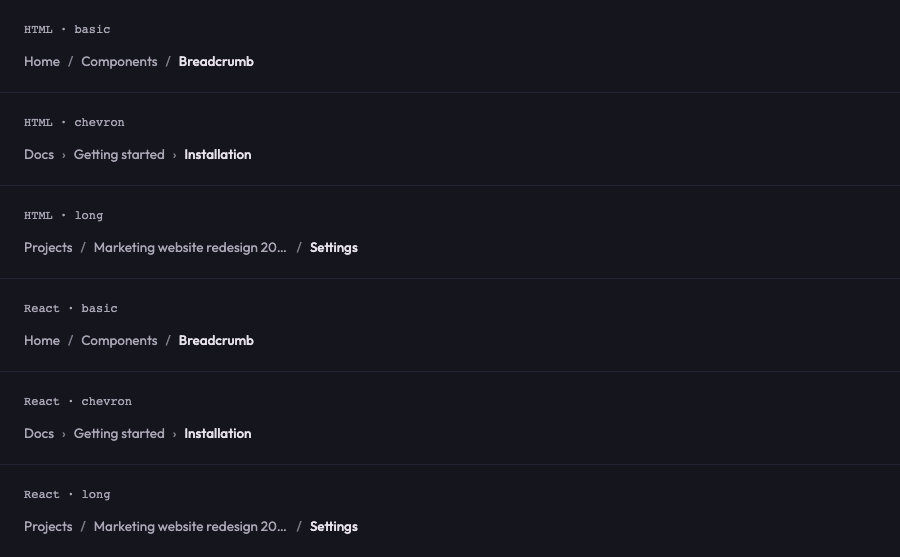 HTML · basic
Home / Components / Breadcrumb
HTML · chevron
Docs › Getting started › Installation
HTML · long
Projects / Marketing website redesign 20… / Settings
React · basic
Home / Components / Breadcrumb
React · chevron
Docs › Getting started › Installation
React · long
Projects / Marketing website redesign 20… / Settings